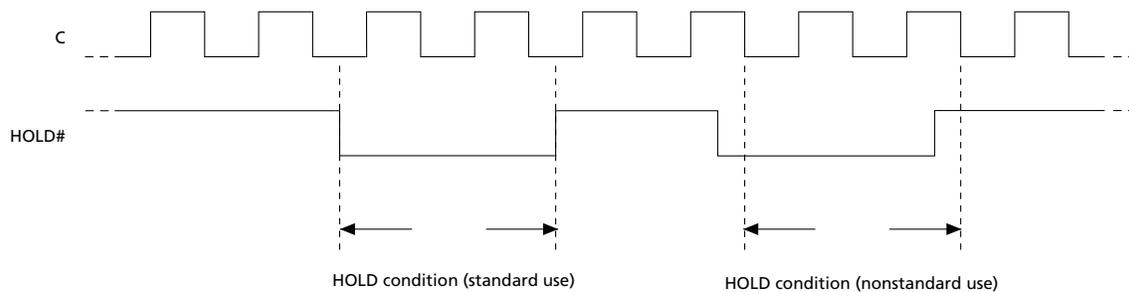 C
HOLD#
HOLD condition (standard use)
HOLD condition (nonstandard use)